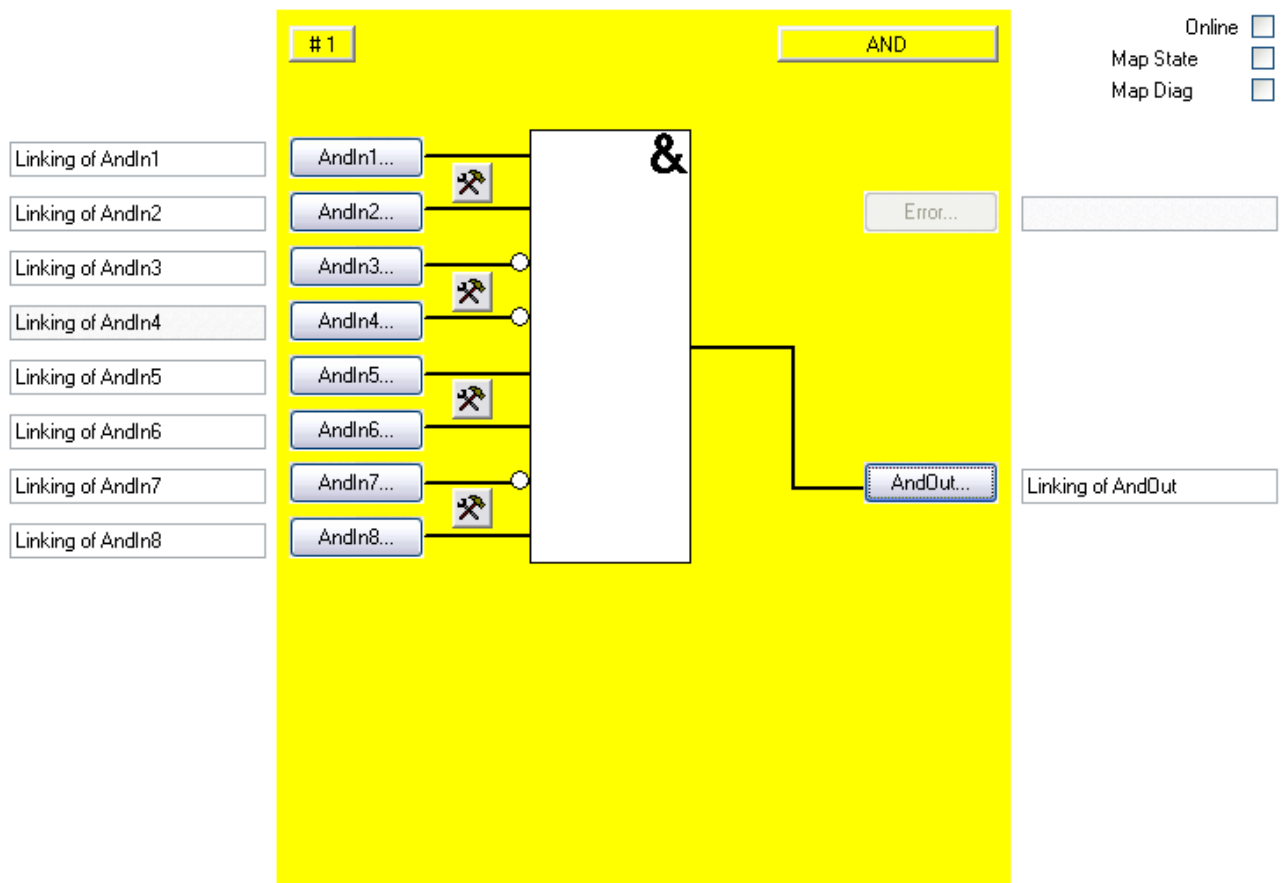 # 1
AND
Online
Map State
Map Diag
&
Linking of AndIn1
AndIn1...
Linking of AndIn2
AndIn2...
Error...
Linking of AndIn3
AndIn3...
Linking of AndIn4
AndIn4...
Linking of AndIn5
AndIn5...
Linking of AndIn6
AndIn6...
Linking of AndIn7
AndIn7...
AndOut...
Linking of AndOut
Linking of AndIn8
AndIn8...